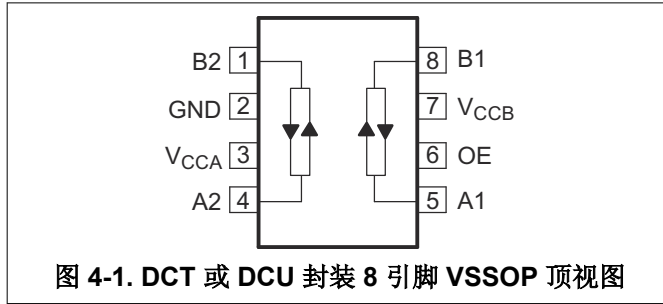 B2 1 8 B1
GND 2 7 VCCB
VCCA 3 6 OE
A2 4 5 A1
图 4-1. DCT 或 DCU 封装 8 引脚 VSSOP 顶视图